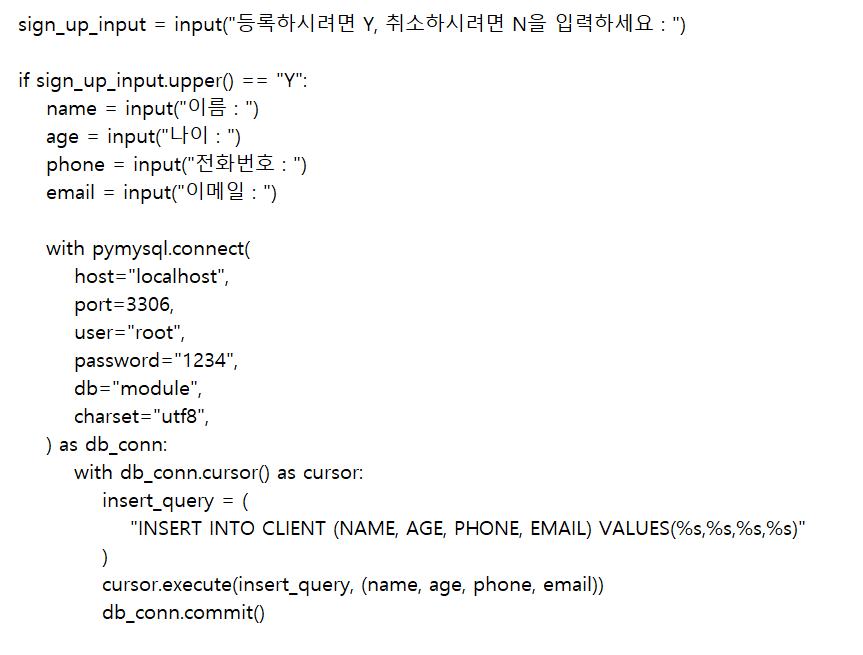 sign_up_input = input("등록하시려면 Y, 취소하시려면 N을 입력하세요 : ")
if sign_up_input.upper() == "Y":
name = input("이름 : ")
age = input("나이 : ")
phone = input("전화번호 : ")
email = input("이메일 : ")
with pymysql.connect(
host="localhost",
port=3306,
user="root",
password="1234",
db="module",
charset="utf8",
) as db_conn:
with db_conn.cursor() as cursor:
insert_query = (
"INSERT INTO CLIENT (NAME, AGE, PHONE, EMAIL) VALUES(%s,%s,%s,%s)"
)
cursor.execute(insert_query, (name, age, phone, email))
db_conn.commit()